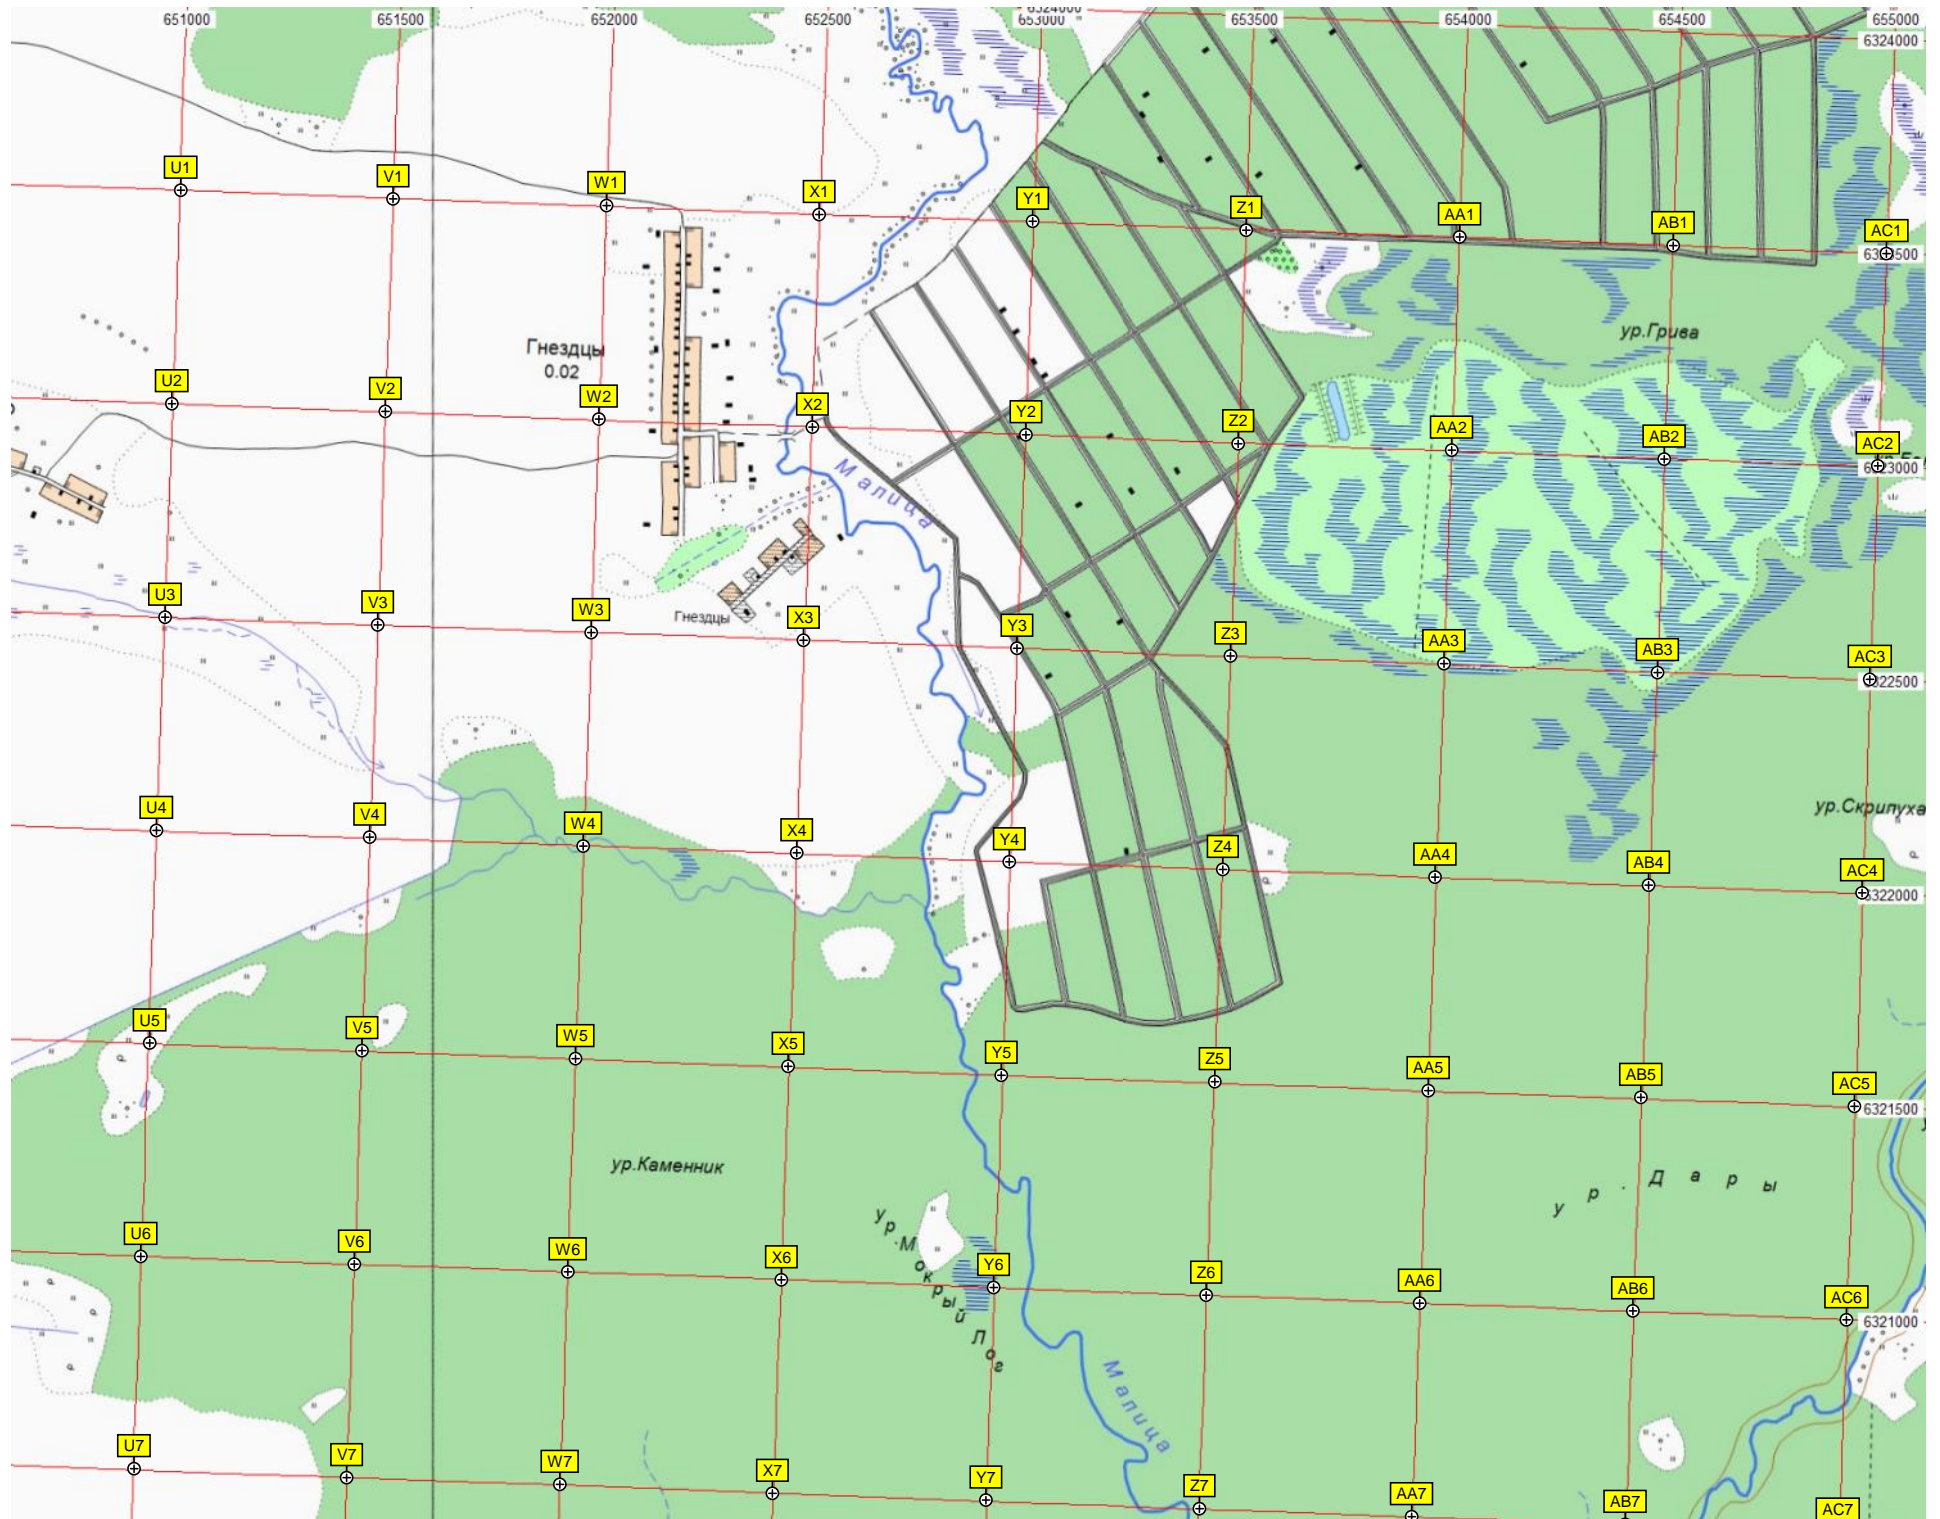 651000 651500 652000 652500 653000 653500 654000 654500 655000
6324000
6324000
U1 V1 W1 X1 Y1 Z1 AA1 AB1 AC1
ур.Грива
Гнездцы
0.02
U2 V2 W2 X2 Y2 Z2 AA2 AB2 AC2
6323000
Малица
Гнездцы
U3 V3 W3 X3 Y3 Z3 AA3 AB3 AC3
6322500
ур.Скрипуха
U4 V4 W4 X4 Y4 Z4 AA4 AB4 AC4
6322000
U5 V5 W5 X5 Y5 Z5 AA5 AB5 AC5
6321500
ур.Каменник
ур.Дары
ур.Мокрый Лог
U6 V6 W6 X6 Y6 Z6 AA6 AB6 AC6
6321000
Малица
U7 V7 W7 X7 Y7 Z7 AA7 AB7 AC7